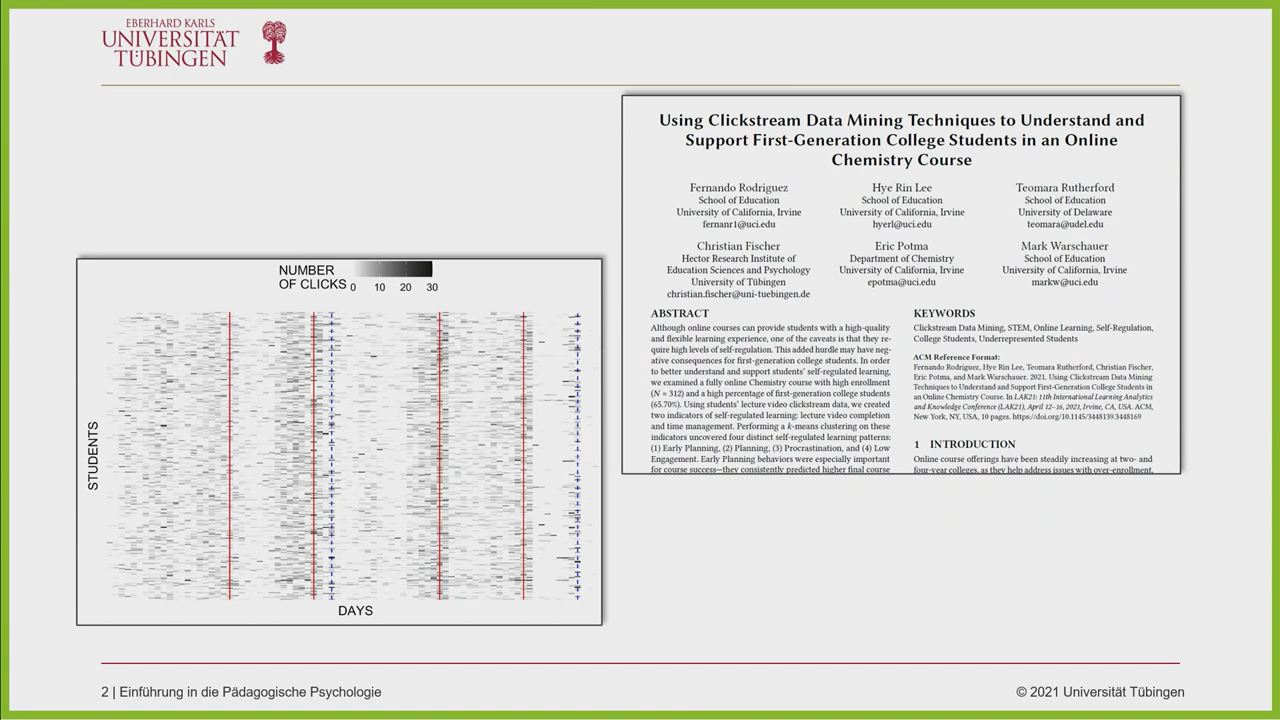 EBERHARD KARLS
UNIVERSITÄT
TÜBINGEN
Using Clickstream Data Mining Techniques to Understand and
Support First-Generation College Students in an Online
Chemistry Course
Fernando Rodriguez
School of Education
University of California, Irvine
fernanr1@uci.edu
Hye Rin Lee
School of Education
University of California, Irvine
hyerl@uci.edu
Teomara Rutherford
School of Education
University of Delaware
teomara@udel.edu
Christian Fischer
Hector Research Institute of
Education Sciences and Psychology
University of Tübingen
christian.fischer@uni-tuebingen.de
Eric Potma
Department of Chemistry
University of California, Irvine
epotma@uci.edu
Mark Warschauer
School of Education
University of California, Irvine
markw@uci.edu
ABSTRACT
Although online courses can provide students with a high-quality
and flexible learning experience, one of the caveats is that they re-
quire high levels of self-regulation. This added hurdle may have neg-
ative consequences for first-generation college students. In order
to better understand and support students' self-regulated learning,
we examined a fully online Chemistry course with high enrollment
(N = 312) and a high percentage of first-generation college students
(65.70%). Using students' lecture video clickstream data, we created
two indicators of self-regulated learning: lecture video completion
and time management. Performing a k-means clustering on these
indicators uncovered four distinct self-regulated learning patterns:
(1) Early Planning, (2) Planning, (3) Procrastination, and (4) Low
Engagement. Early Planning behaviors were especially important
for course success—they consistently predicted higher final course
KEYWORDS
Clickstream Data Mining, STEM, Online Learning, Self-Regulation,
College Students, Underrepresented Students
ACM Reference Format:
Fernando Rodriguez, Hye Rin Lee, Teomara Rutherford, Christian Fischer,
Eric Potma, and Mark Warschauer. 2021. Using Clickstream Data Mining
Techniques to Understand and Support First-Generation College Students in
an Online Chemistry Course. In LAK21: 11th International Learning Analytics
and Knowledge Conference (LAK21), April 12–16, 2021, Irvine, CA, USA. ACM,
New York, NY, USA, 10 pages. https://doi.org/10.1145/3448139.3448169
1 INTRODUCTION
Online course offerings have been steadily increasing at two- and
four-year colleges, as they help address issues with over-enrollment,
NUMBER
OF CLICKS
0 10 20 30
STUDENTS
DAYS
2 | Einführung in die Pädagogische Psychologie
© 2021 Universität Tübingen